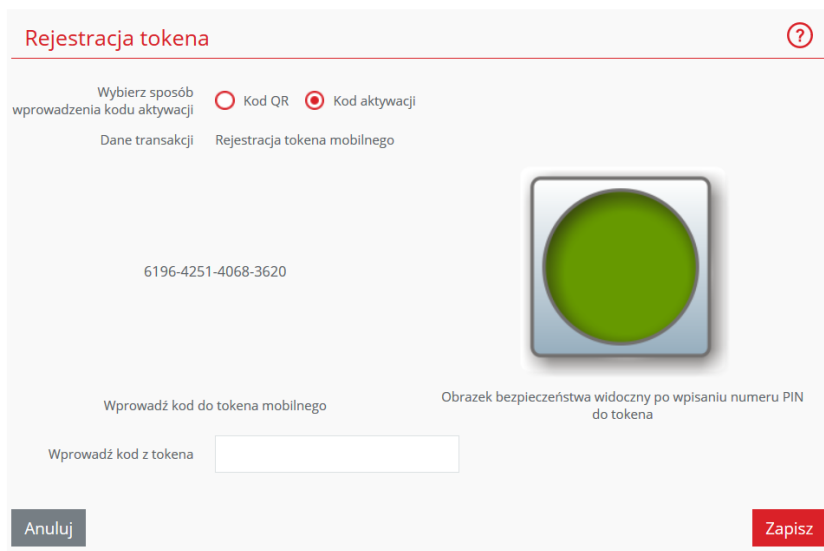 Rejestracja tokena
?
Wybierz sposób
wprowadzenia kodu aktywacji
Kod QR
Kod aktywacji
Dane transakcji
Rejestracja tokena mobilnego
6196-4251-4068-3620
Wprowadź kod do tokena mobilnego
Obrazek bezpieczeństwa widoczny po wpisaniu numeru PIN
do tokena
Wprowadź kod z tokena
Anuluj
Zapisz